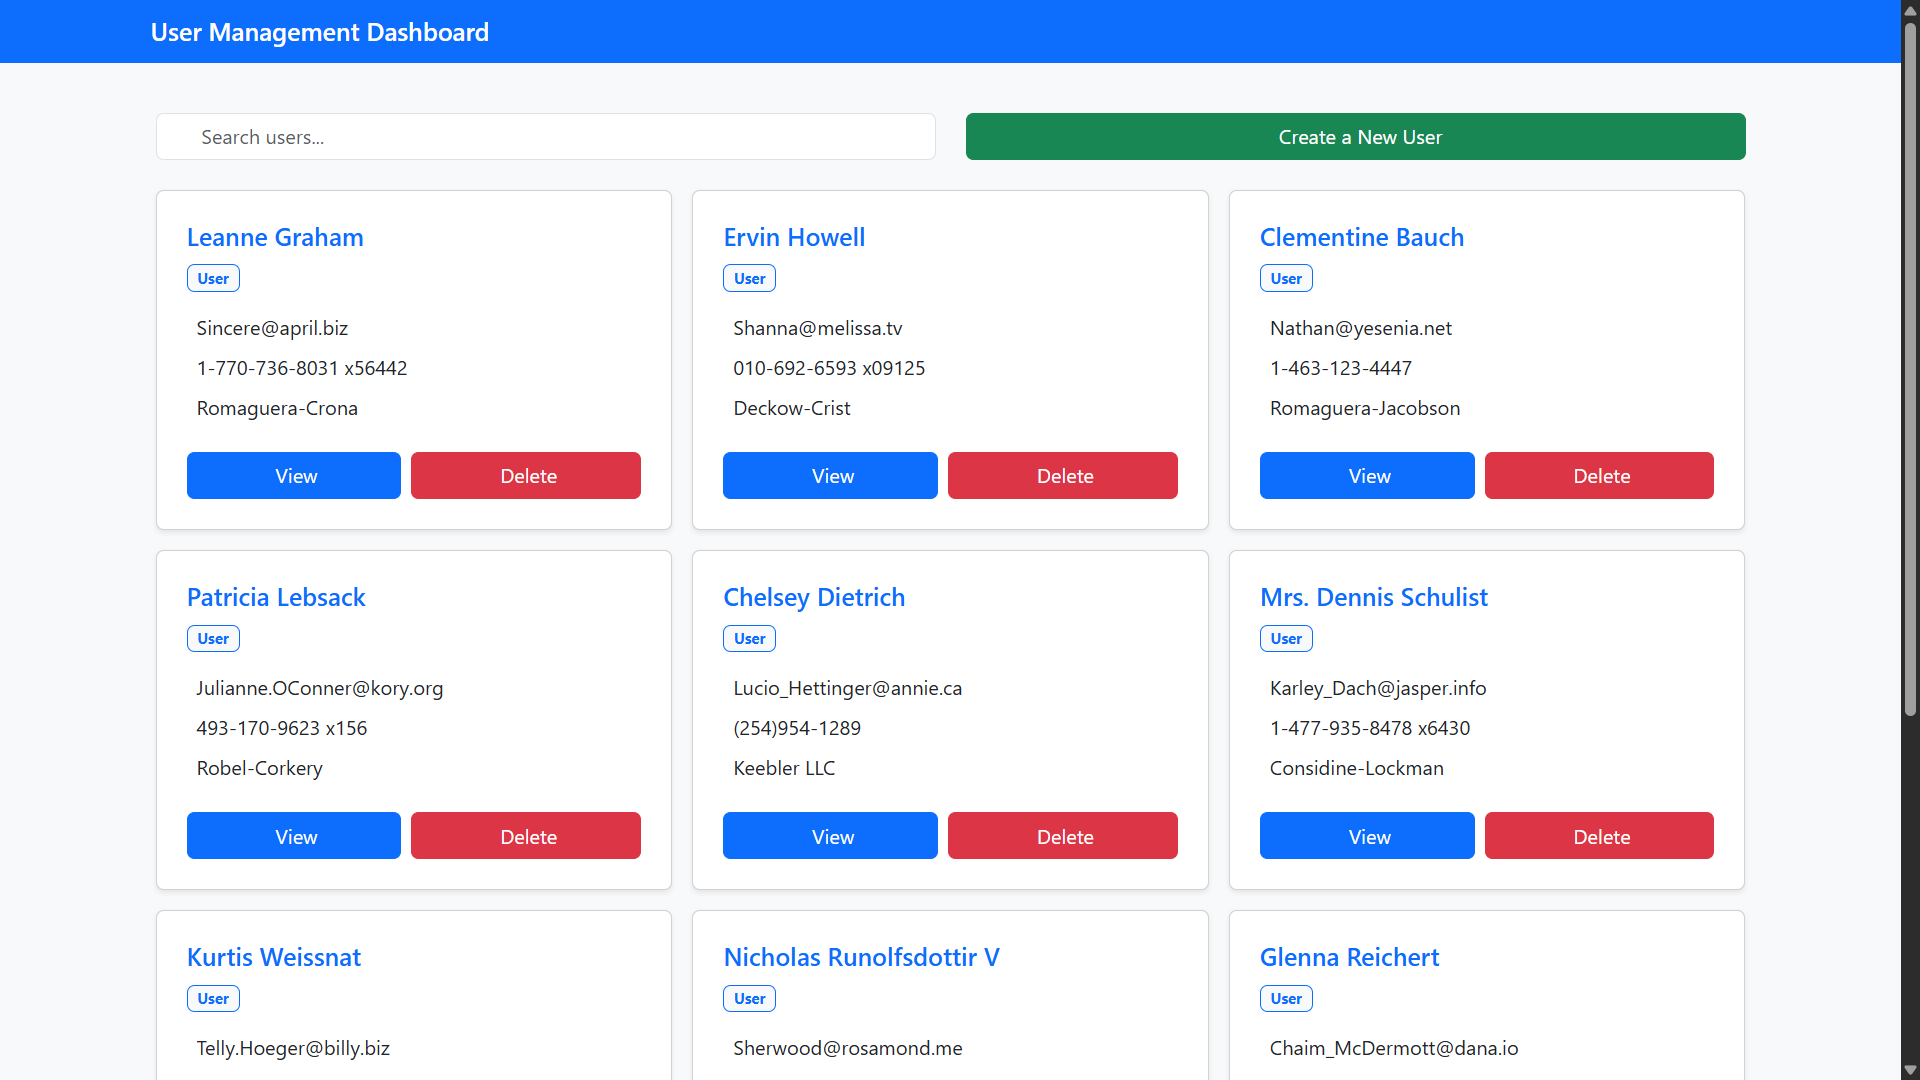 User Management Dashboard
Search users...
Create a New User
Leanne Graham
User
Sincere@april.biz
1-770-736-8031 x56442
Romaguera-Crona
View
Delete
Ervin Howell
User
Shanna@melissa.tv
010-692-6593 x09125
Deckow-Crist
View
Delete
Clementine Bauch
User
Nathan@yesenia.net
1-463-123-4447
Romaguera-Jacobson
View
Delete
Patricia Lebsack
User
Julianne.OConner@kory.org
493-170-9623 x156
Robel-Corkery
View
Delete
Chelsey Dietrich
User
Lucio_Hettinger@annie.ca
(254)954-1289
Keebler LLC
View
Delete
Mrs. Dennis Schulist
User
Karley_Dach@jasper.info
1-477-935-8478 x6430
Considine-Lockman
View
Delete
Kurtis Weissnat
User
Telly.Hoeger@billy.biz
Nicholas Runolfsdottir V
User
Sherwood@rosamond.me
Glenna Reichert
User
Chaim_McDermott@dana.io